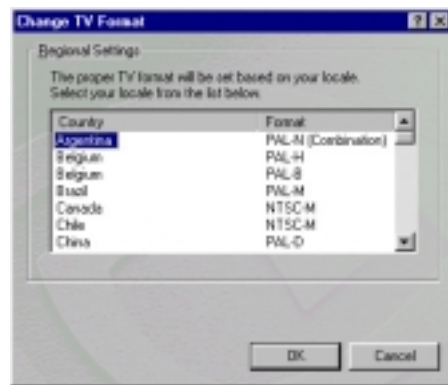 Change TV Format
Regional Settings
The proper TV format will be set based on your locale.
Select your locale from the list below.
Country Format
Argentina PAL-N (Combination)
Belgium PAL-H
Belgium PAL-B
Brazil PAL-M
Canada NTSC-M
Chile NTSC-M
China PAL-D
OK Cancel